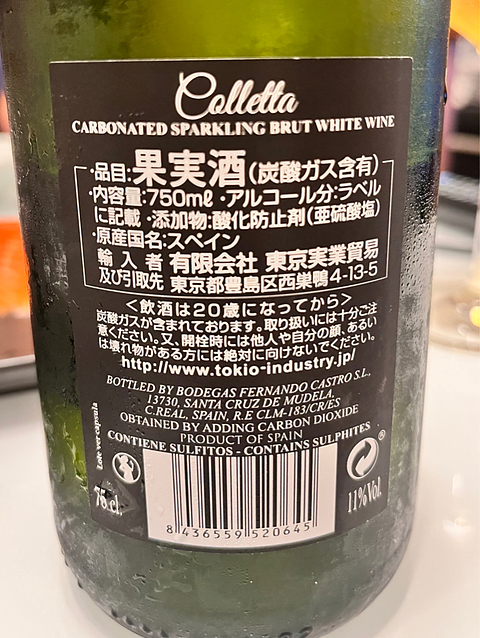 Colletta
CARBONATED SPARKLING BRUT WHITE WINE
・品目:果実酒(炭酸ガス含有)
・内容量:750mℓ ・アルコール分:ラベル
に記載 ・添加物:酸化防止剤(亜硫酸塩)
・原産国名:スペイン
輸入者 有限会社 東京実業貿易
及び引取先 東京都豊島区西巣鴨4-13-5
<飲酒は20歳になってから>
炭酸ガスが含まれております。取り扱いには十分ご注
意ください。又、開栓時には他人や自分の顔、あるい
は壊れ物がある方には絶対に向けないでください。
http://www.tokio-industry.jp/
BOTTLED BY BODEGAS FERNANDO CASTRO S.L.,
13730, SANTA CRUZ DE MUDELA,
C.REAL, SPAIN, R.E CLM-183/CR/ES
OBTAINED BY ADDING CARBON DIOXIDE
PRODUCT OF SPAIN
CONTIENE SULFITOS - CONTAINS SULPHITES
Lote ver capsula
75 cl.
8 436559 520645
®
11%Vol.